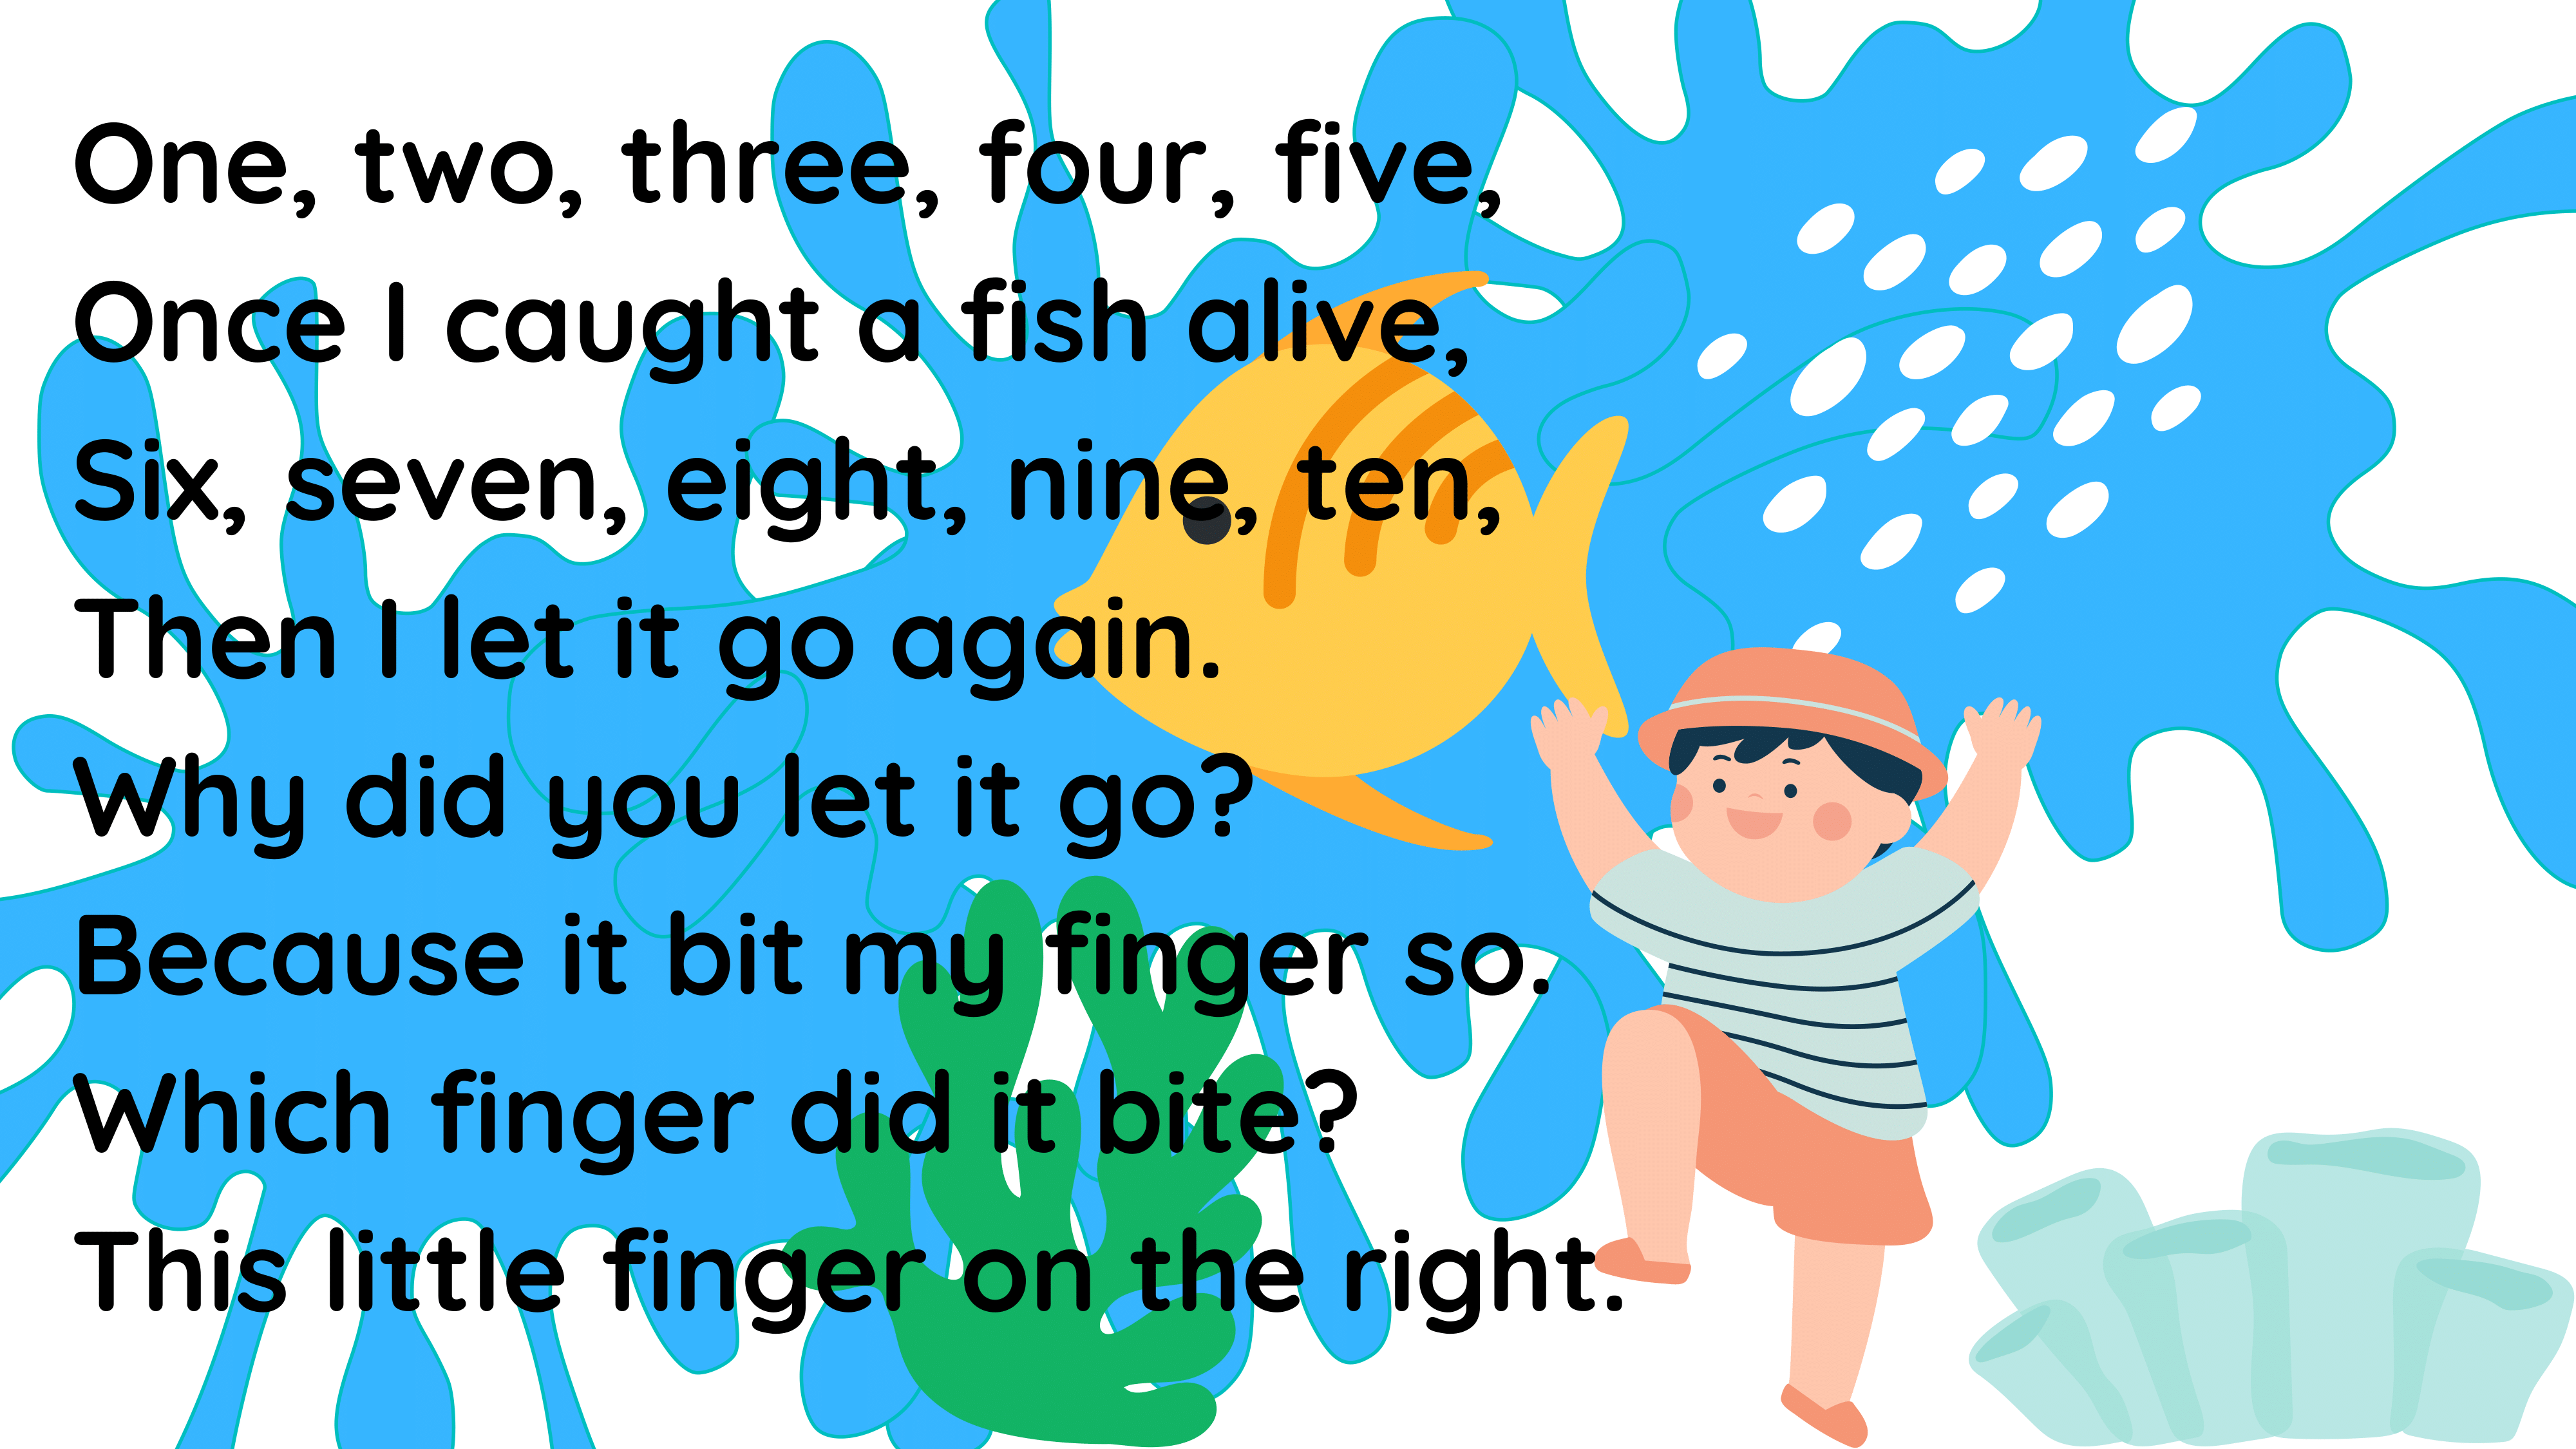 One, two, three, four, five,
Once I caught a fish alive,
Six, seven, eight, nine, ten,
Then I let it go again.
Why did you let it go?
Because it bit my finger so.
Which finger did it bite?
This little finger on the right.